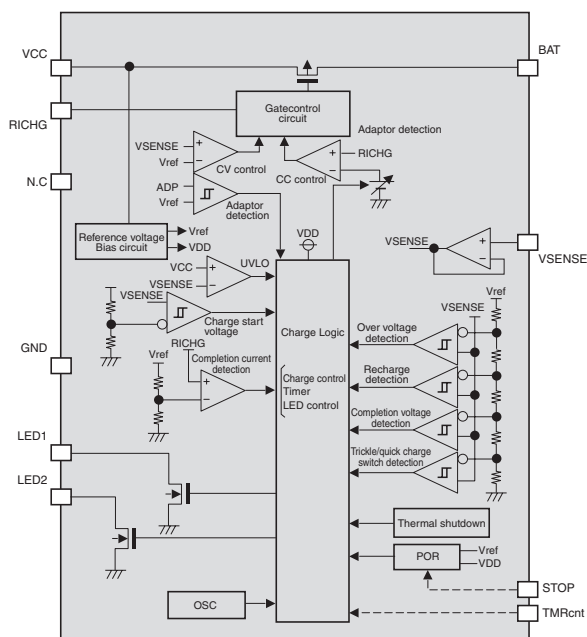 VCC
BAT
RICHG
Gatecontrol
circuit
Adaptor detection
VSENSE
+
Vref
−
CV control
+
RICHG
−
CC control
N.C
ADP
Vref
Adaptor
detection
Reference voltage
Bias circuit
Vref
VDD
VDD
VSENSE
+
−
VSENSE
VCC
+
VSENSE
−
UVLO
VSENSE
Charge start
voltage
Charge Logic
Charge control
Timer
LED control
Vref
VSENSE
Over voltage
detection
Recharge
detection
Completion voltage
detection
Trickle/quick charge
switch detection
GND
RICHG
Vref
Completion current
detection
+
−
LED1
LED2
Thermal shutdown
POR
Vref
VDD
STOP
OSC
TMRcnt